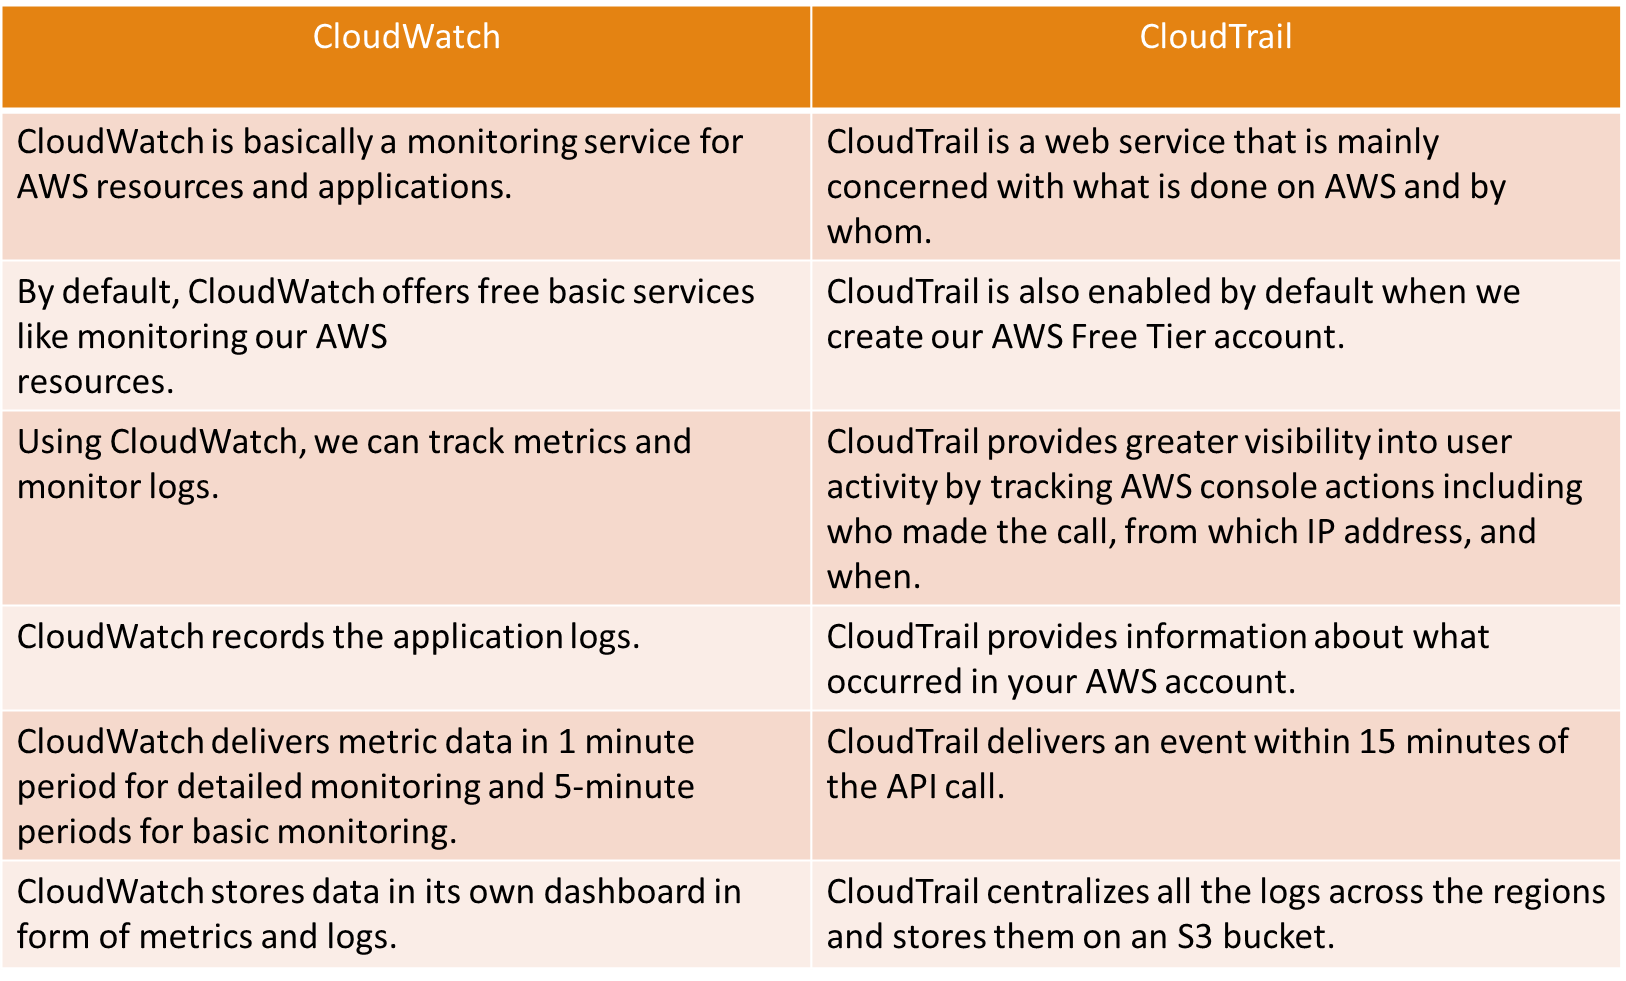 CloudWatch
CloudTrail
CloudWatch is basically a monitoring service for
AWS resources and applications.
CloudTrail is a web service that is mainly
concerned with what is done on AWS and by
whom.
By default, CloudWatch offers free basic services
like monitoring our AWS
resources.
CloudTrail is also enabled by default when we
create our AWS Free Tier account.
Using CloudWatch, we can track metrics and
monitor logs.
CloudTrail provides greater visibility into user
activity by tracking AWS console actions including
who made the call, from which IP address, and
when.
CloudWatch records the application logs.
CloudTrail provides information about what
occurred in your AWS account.
CloudWatch delivers metric data in 1 minute
period for detailed monitoring and 5-minute
periods for basic monitoring.
CloudTrail delivers an event within 15 minutes of
the API call.
CloudWatch stores data in its own dashboard in
form of metrics and logs.
CloudTrail centralizes all the logs across the regions
and stores them on an S3 bucket.